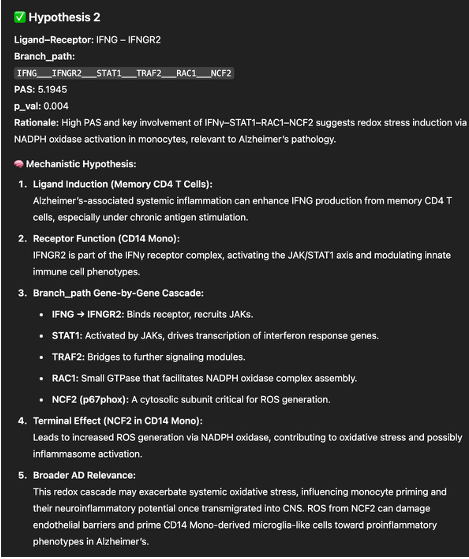 ✅ Hypothesis 2
Ligand–Receptor: IFNG – IFNGR2
Branch_path:
IFNG___IFNGR2___STAT1___TRAF2___RAC1___NCF2
PAS: 5.1945
p_val: 0.004
Rationale: High PAS and key involvement of IFNγ–STAT1–RAC1–NCF2 suggests redox stress induction via
NADPH oxidase activation in monocytes, relevant to Alzheimer's pathology.
🧠 Mechanistic Hypothesis:
1. Ligand Induction (Memory CD4 T Cells):
Alzheimer's-associated systemic inflammation can enhance IFNG production from memory CD4 T
cells, especially under chronic antigen stimulation.
2. Receptor Function (CD14 Mono):
IFNGR2 is part of the IFNγ receptor complex, activating the JAK/STAT1 axis and modulating innate
immune cell phenotypes.
3. Branch_path Gene-by-Gene Cascade:
• IFNG → IFNGR2: Binds receptor, recruits JAKs.
• STAT1: Activated by JAKs, drives transcription of interferon response genes.
• TRAF2: Bridges to further signaling modules.
• RAC1: Small GTPase that facilitates NADPH oxidase complex assembly.
• NCF2 (p67phox): A cytosolic subunit critical for ROS generation.
4. Terminal Effect (NCF2 in CD14 Mono):
Leads to increased ROS generation via NADPH oxidase, contributing to oxidative stress and possibly
inflammasome activation.
5. Broader AD Relevance:
This redox cascade may exacerbate systemic oxidative stress, influencing monocyte priming and
their neuroinflammatory potential once transmigrated into CNS. ROS from NCF2 can damage
endothelial barriers and prime CD14 Mono-derived microglia-like cells toward proinflammatory
phenotypes in Alzheimer's.